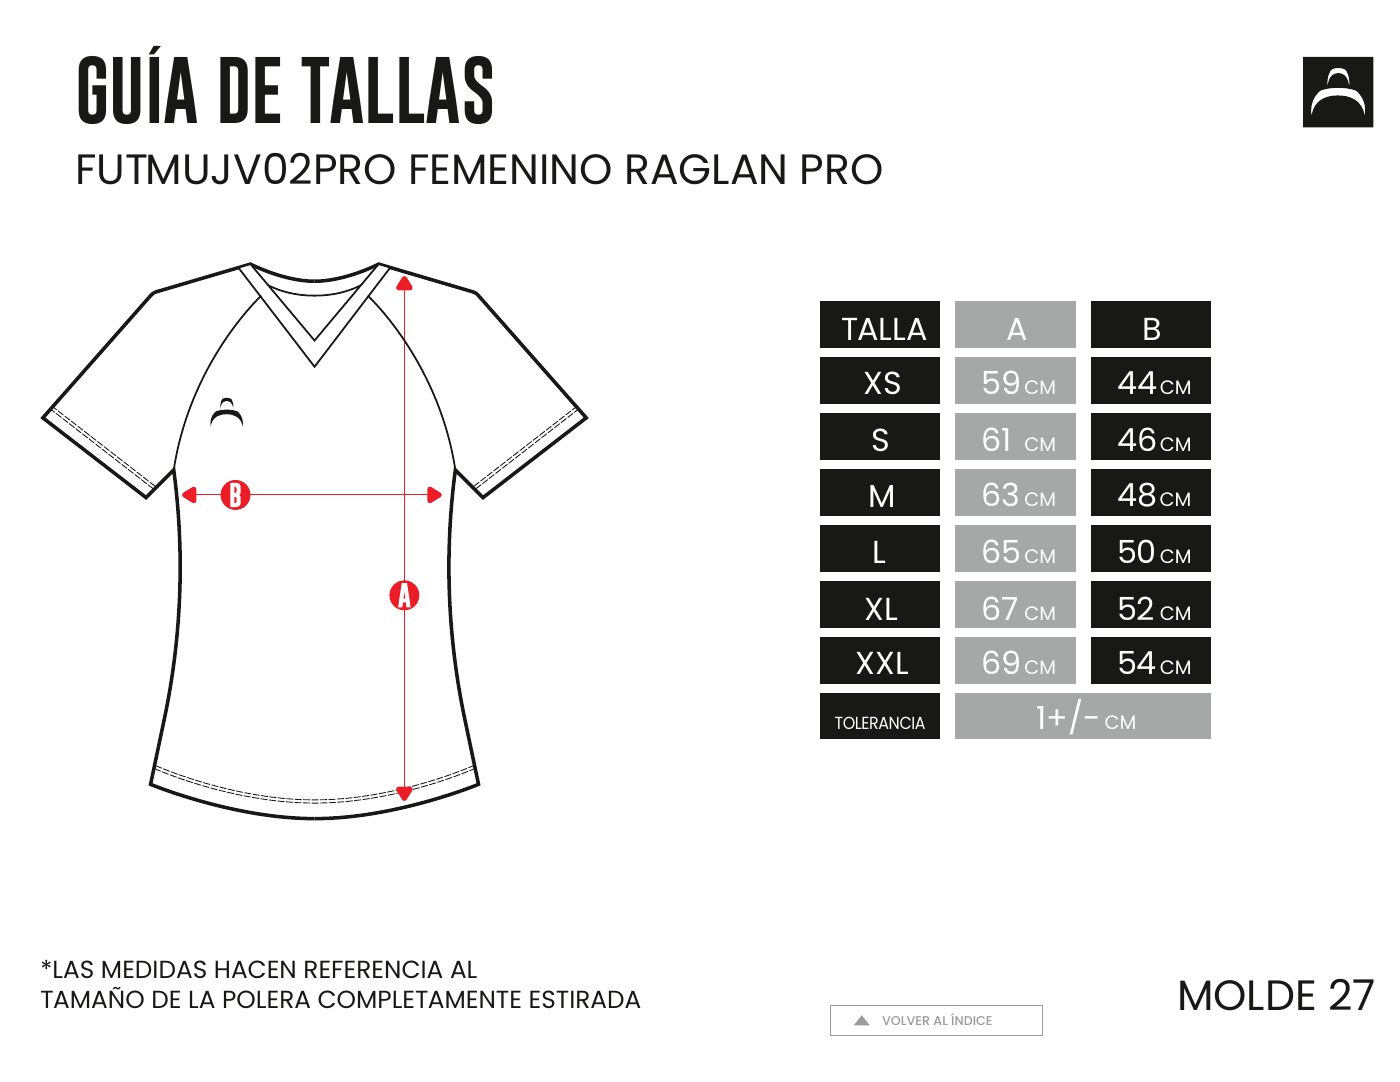 GUÍA DE TALLAS
FUTMUJV02PRO FEMENINO RAGLAN PRO
B
A
TALLA A B
XS 59 CM 44 CM
S 61 CM 46 CM
M 63 CM 48 CM
L 65 CM 50 CM
XL 67 CM 52 CM
XXL 69 CM 54 CM
TOLERANCIA 1+/- CM
*LAS MEDIDAS HACEN REFERENCIA AL
TAMAÑO DE LA POLERA COMPLETAMENTE ESTIRADA
VOLVER AL ÍNDICE
MOLDE 27